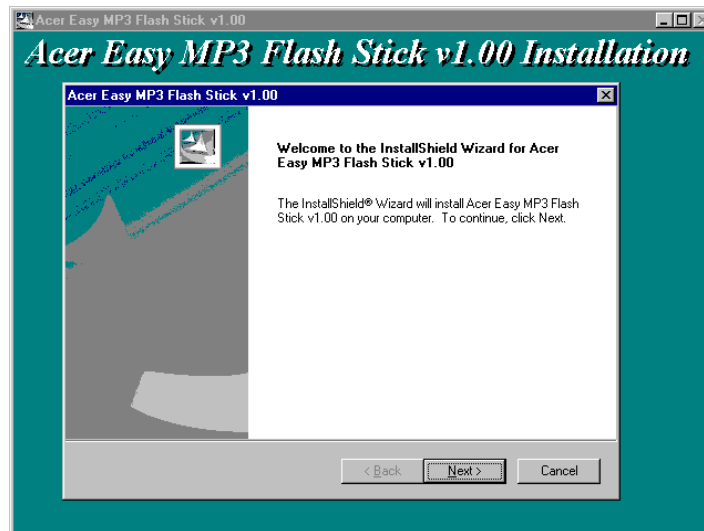 Acer Easy MP3 Flash Stick v1.00
Acer Easy MP3 Flash Stick v1.00 Installation
Acer Easy MP3 Flash Stick v1.00
Welcome to the InstallShield Wizard for Acer
Easy MP3 Flash Stick v1.00
The InstallShield® Wizard will install Acer Easy MP3 Flash
Stick v1.00 on your computer.  To continue, click Next.
< Back
Next >
Cancel